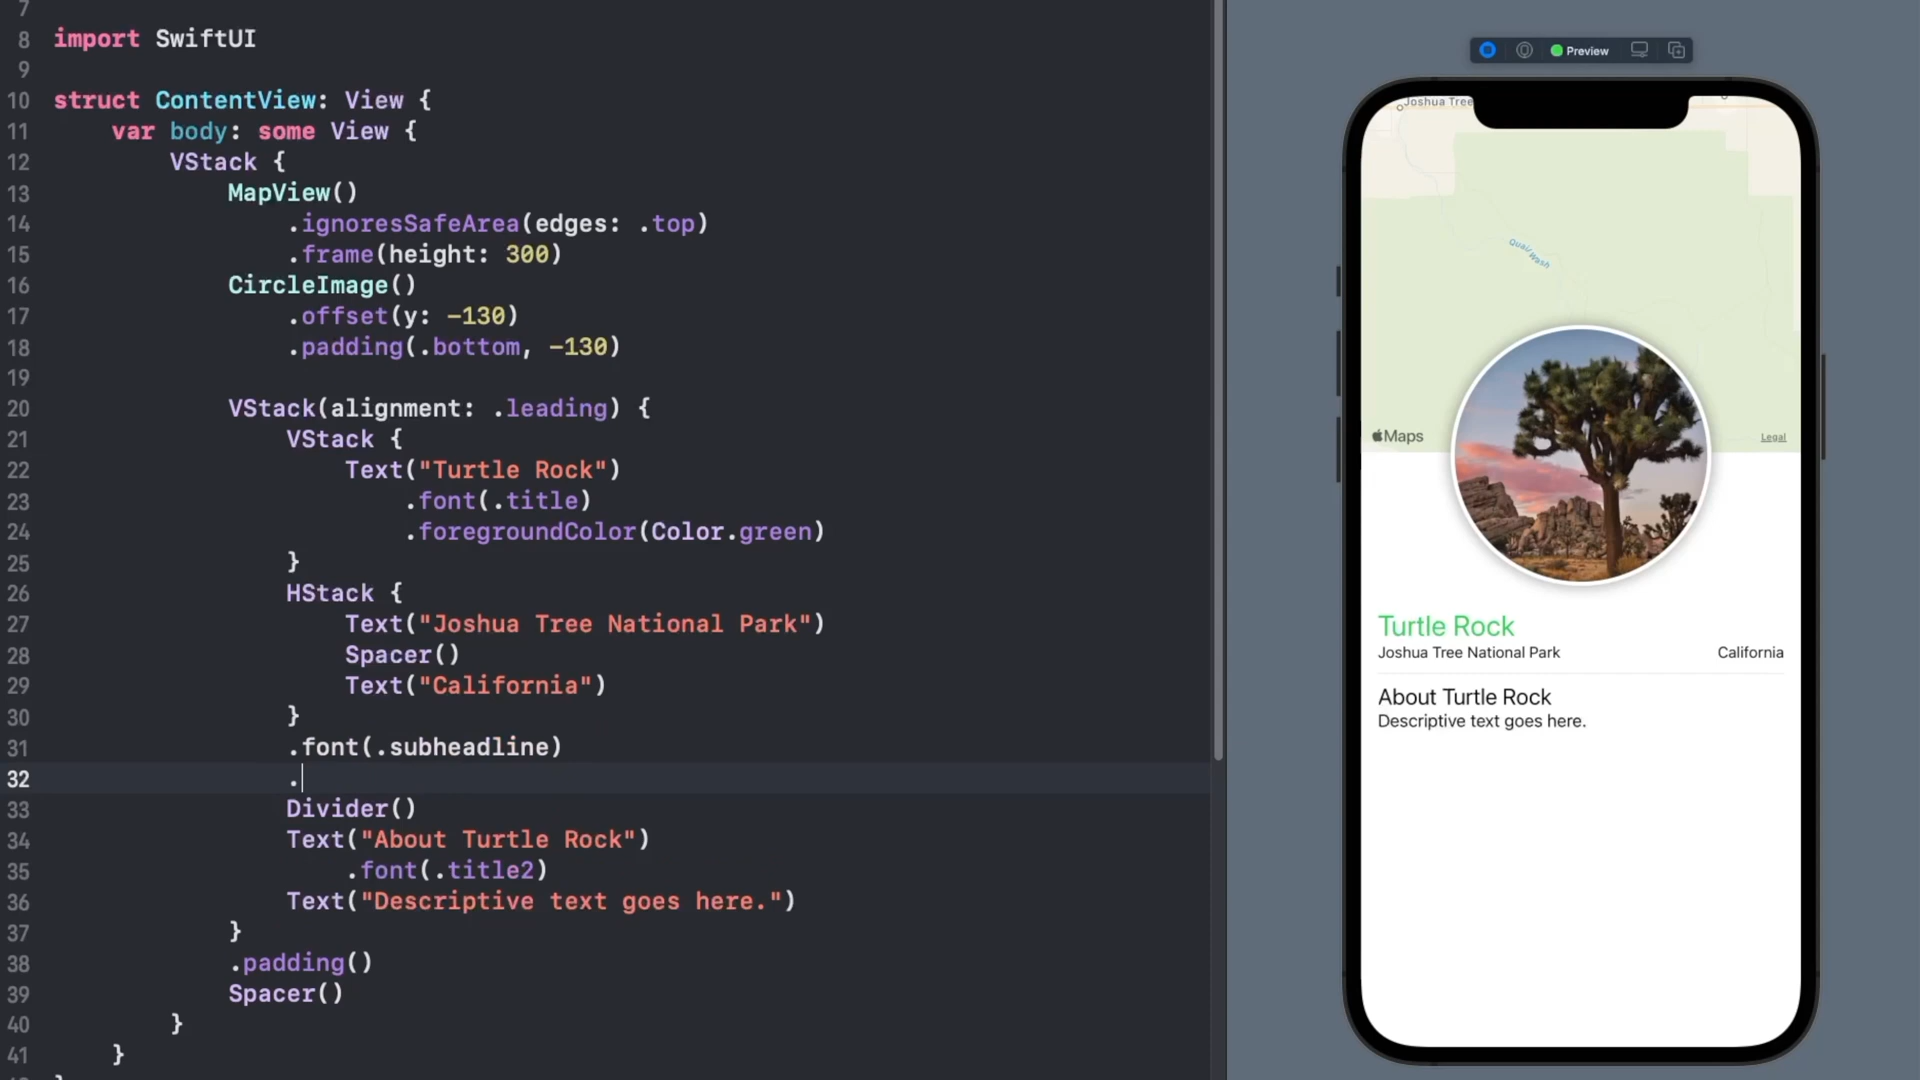 7
8 import SwiftUI
9
10 struct ContentView: View {
11 var body: some View {
12 VStack {
13 MapView()
14 .ignoresSafeArea(edges: .top)
15 .frame(height: 300)
16 CircleImage()
17 .offset(y: -130)
18 .padding(.bottom, -130)
19
20 VStack(alignment: .leading) {
21 VStack {
22 Text("Turtle Rock")
23 .font(.title)
24 .foregroundColor(Color.green)
25 }
26 HStack {
27 Text("Joshua Tree National Park")
28 Spacer()
29 Text("California")
30 }
31 .font(.subheadline)
32 .
33 Divider()
34 Text("About Turtle Rock")
35 .font(.title2)
36 Text("Descriptive text goes here.")
37 }
38 .padding()
39 Spacer()
40 }
41 }
Preview
Joshua Tree
Quail Wash
Maps
Legal
Turtle Rock
Joshua Tree National Park California
About Turtle Rock
Descriptive text goes here.